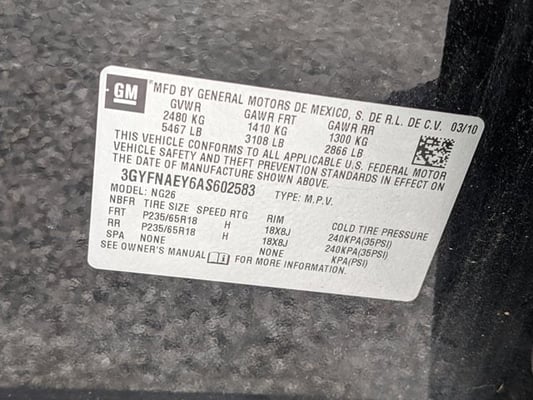 GM MFD BY GENERAL MOTORS DE MEXICO, S. DE R.L. DE C.V. 03/10
GVWR GAWR FRT GAWR RR
2480 KG 1410 KG 1300 KG
5467 LB 3108 LB 2866 LB
THIS VEHICLE CONFORMS TO ALL APPLICABLE U.S. FEDERAL MOTOR
VEHICLE SAFETY AND THEFT PREVENTION STANDARDS IN EFFECT ON
THE DATE OF MANUFACTURE SHOWN ABOVE.
3GYFNAEY6AS602583 TYPE: M.P.V.
MODEL: NG26
NBFR TIRE SIZE SPEED RTG RIM COLD TIRE PRESSURE
FRT P235/65R18 H 18X8J 240KPA(35PSI)
RR P235/65R18 H 18X8J 240KPA(35PSI)
SPA NONE NONE KPA(PSI)
SEE OWNER'S MANUAL FOR MORE INFORMATION.